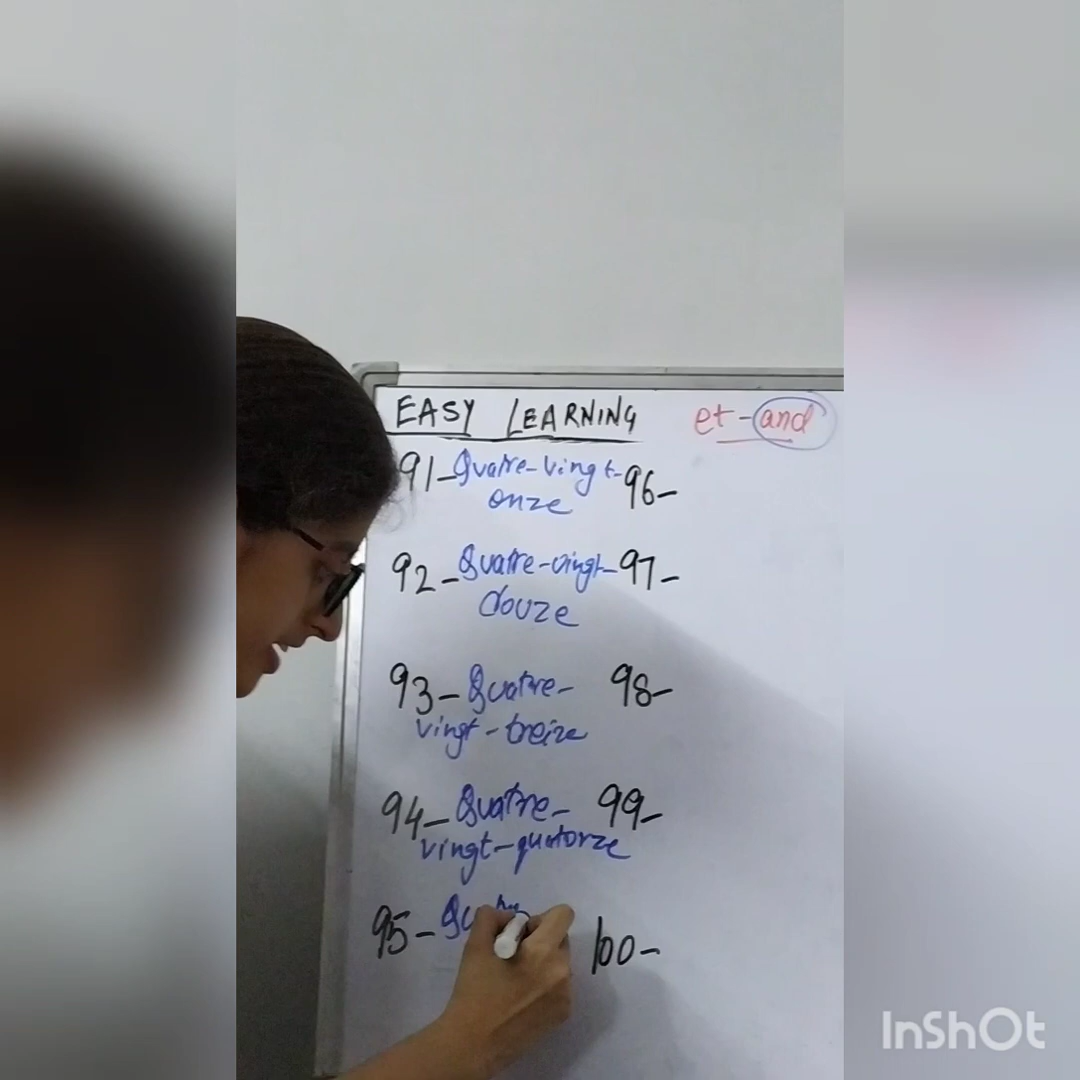 EASY LEARNING et - and
91 - Quatre - vingt -
onze
96 -
92 - Quatre - vingt -
douze
97 -
93 - Quatre -
vingt - treize
98 -
94 - Quatre -
vingt - quatorze
99 -
95 -
100 -
InShOt